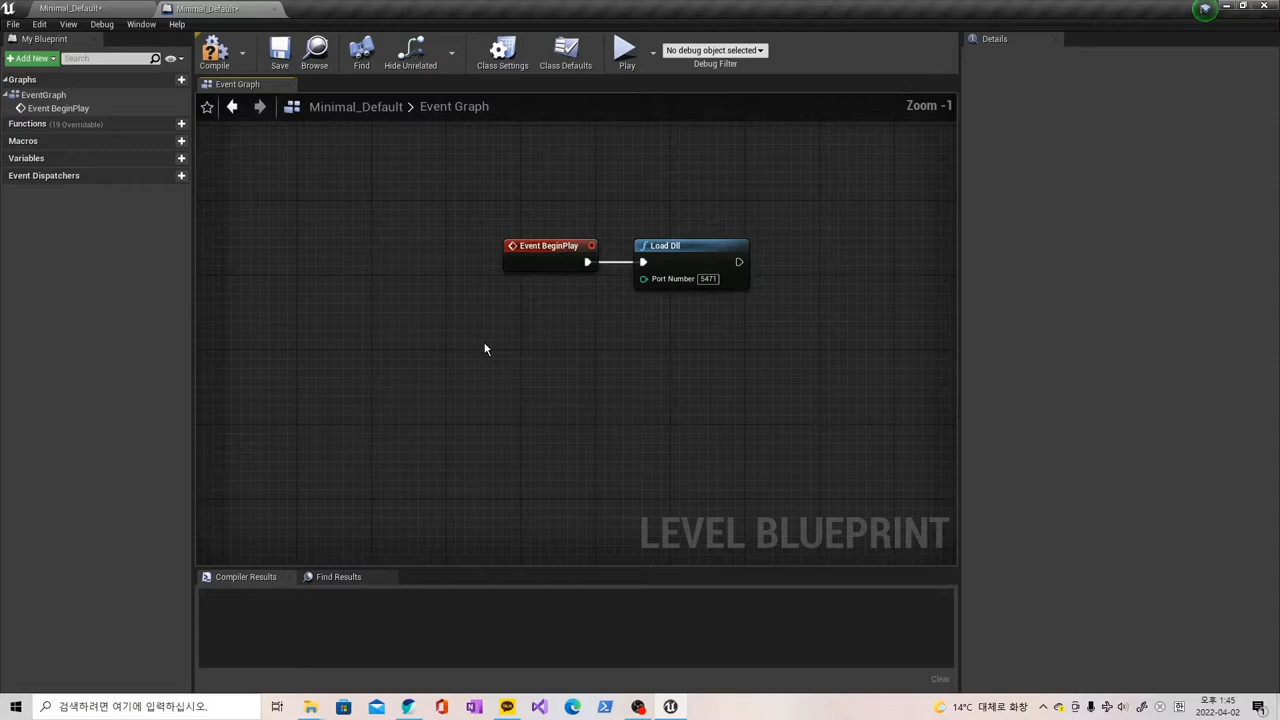 Minimal_Default*
Minimal_Default*
File Edit View Debug Window Help
My Blueprint
Add New
Search
Graphs
EventGraph
Event BeginPlay
Functions (19 Overridable)
Macros
Variables
Event Dispatchers
Compile
Save
Browse
Find
Hide Unrelated
Class Settings
Class Defaults
Play
No debug object selected
Debug Filter
Event Graph
Minimal_Default > Event Graph
Zoom -1
Event BeginPlay
Load Dll
Port Number 5471
LEVEL BLUEPRINT
Compiler Results
Find Results
Clear
Details
검색하려면 여기에 입력하십시오.
14°C 대체로 화창
한
오후 1:45
2022-04-02